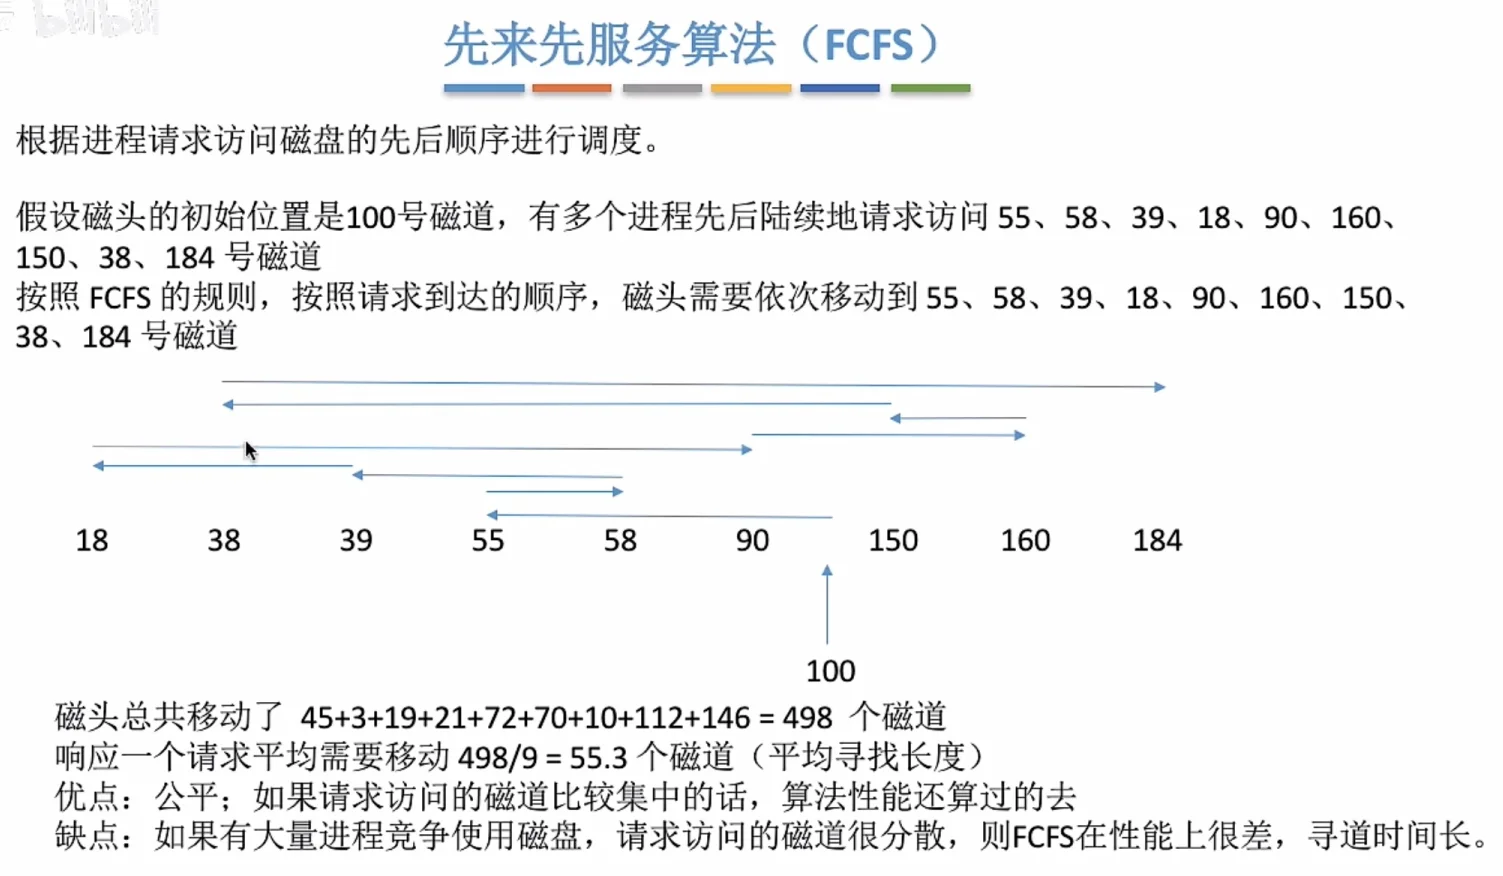 先来先服务算法（FCFS）
根据进程请求访问磁盘的先后顺序进行调度。
假设磁头的初始位置是100号磁道，有多个进程先后陆续地请求访问 55、58、39、18、90、160、
150、38、184 号磁道
按照 FCFS 的规则，按照请求到达的顺序，磁头需要依次移动到 55、58、39、18、90、160、150、
38、184 号磁道
18 38 39 55 58 90 150 160 184
100
磁头总共移动了 45+3+19+21+72+70+10+112+146 = 498 个磁道
响应一个请求平均需要移动 498/9 = 55.3 个磁道（平均寻找长度）
优点：公平；如果请求访问的磁道比较集中的话，算法性能还算过的去
缺点：如果有大量进程竞争使用磁盘，请求访问的磁道很分散，则FCFS在性能上很差，寻道时间长。